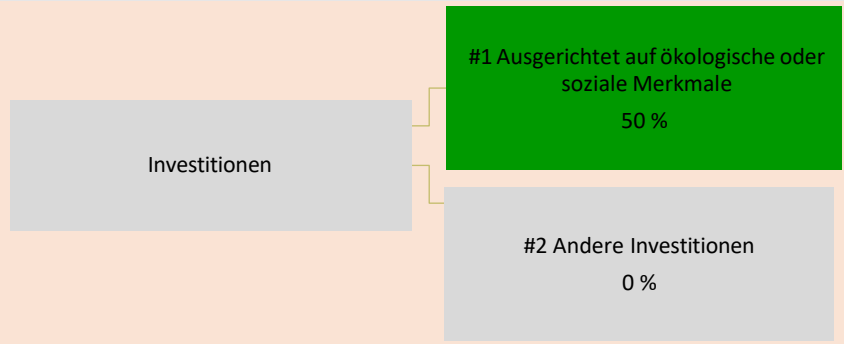 #1 Ausgerichtet auf ökologische oder
soziale Merkmale
50 %
Investitionen
#2 Andere Investitionen
0 %